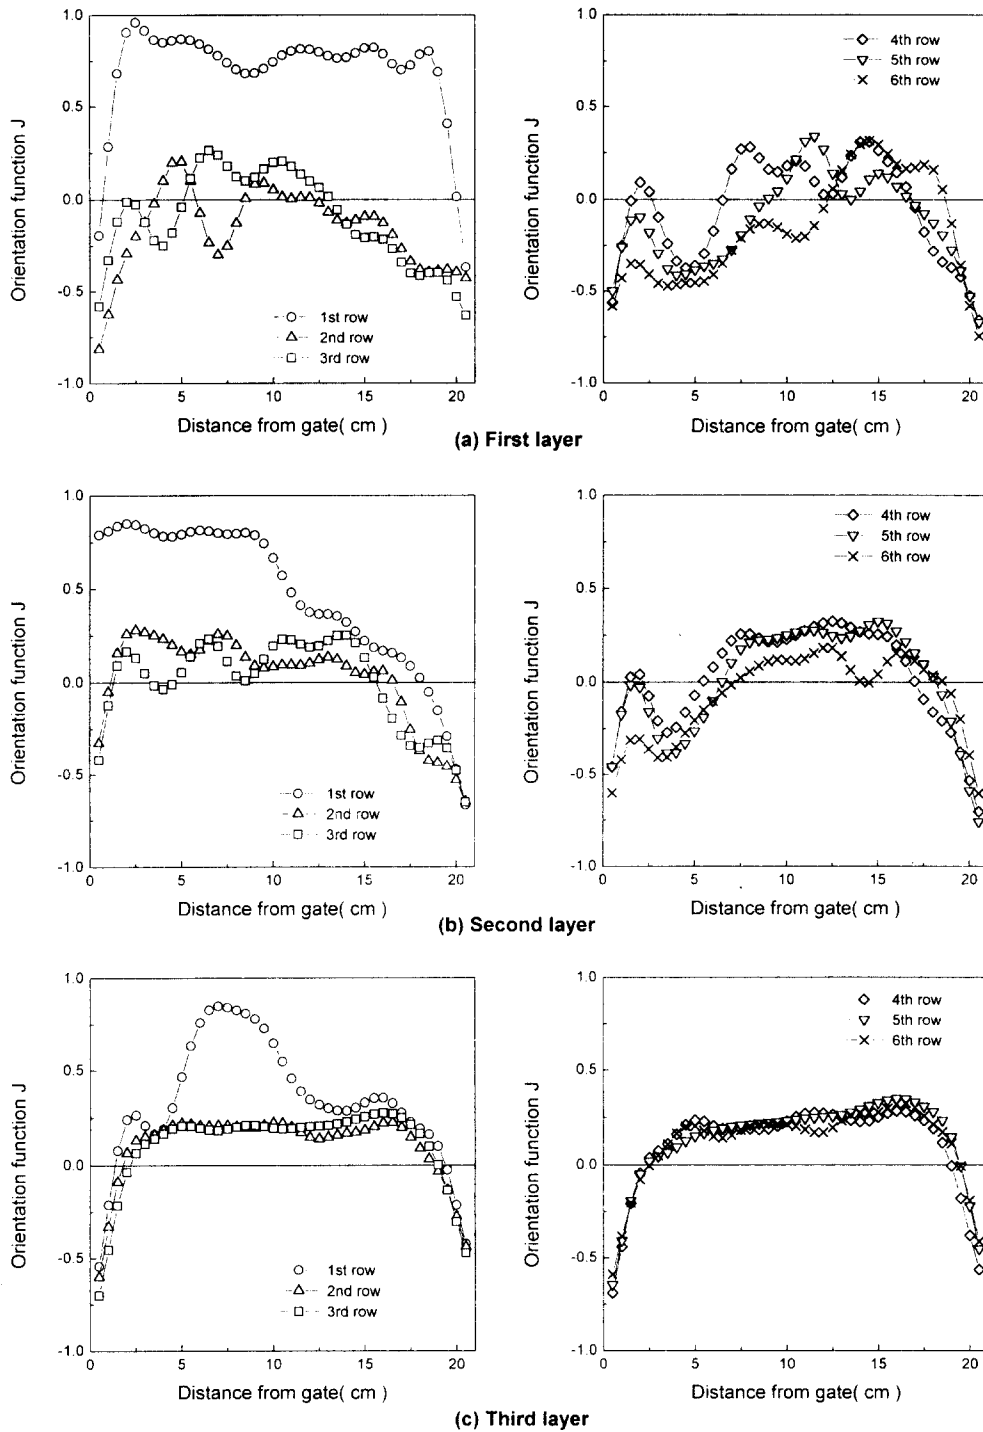 1.0
0.5
0.0
-0.5
-1.0
Orientation function J
1st row
2nd row
3rd row
0 5 10 15 20
Distance from gate( cm )
1.0
0.5
0.0
-0.5
-1.0
Orientation function J
4th row
5th row
6th row
0 5 10 15 20
Distance from gate( cm )
(a) First layer
1.0
0.5
0.0
-0.5
-1.0
Orientation function J
1st row
2nd row
3rd row
0 5 10 15 20
Distance from gate( cm )
1.0
0.5
0.0
-0.5
-1.0
Orientation function J
4th row
5th row
6th row
0 5 10 15 20
Distance from gate( cm )
(b) Second layer
1.0
0.5
0.0
-0.5
-1.0
Orientation function J
1st row
2nd row
3rd row
0 5 10 15 20
Distance from gate( cm )
1.0
0.5
0.0
-0.5
-1.0
Orientation function J
4th row
5th row
6th row
0 5 10 15 20
Distance from gate( cm )
(c) Third layer